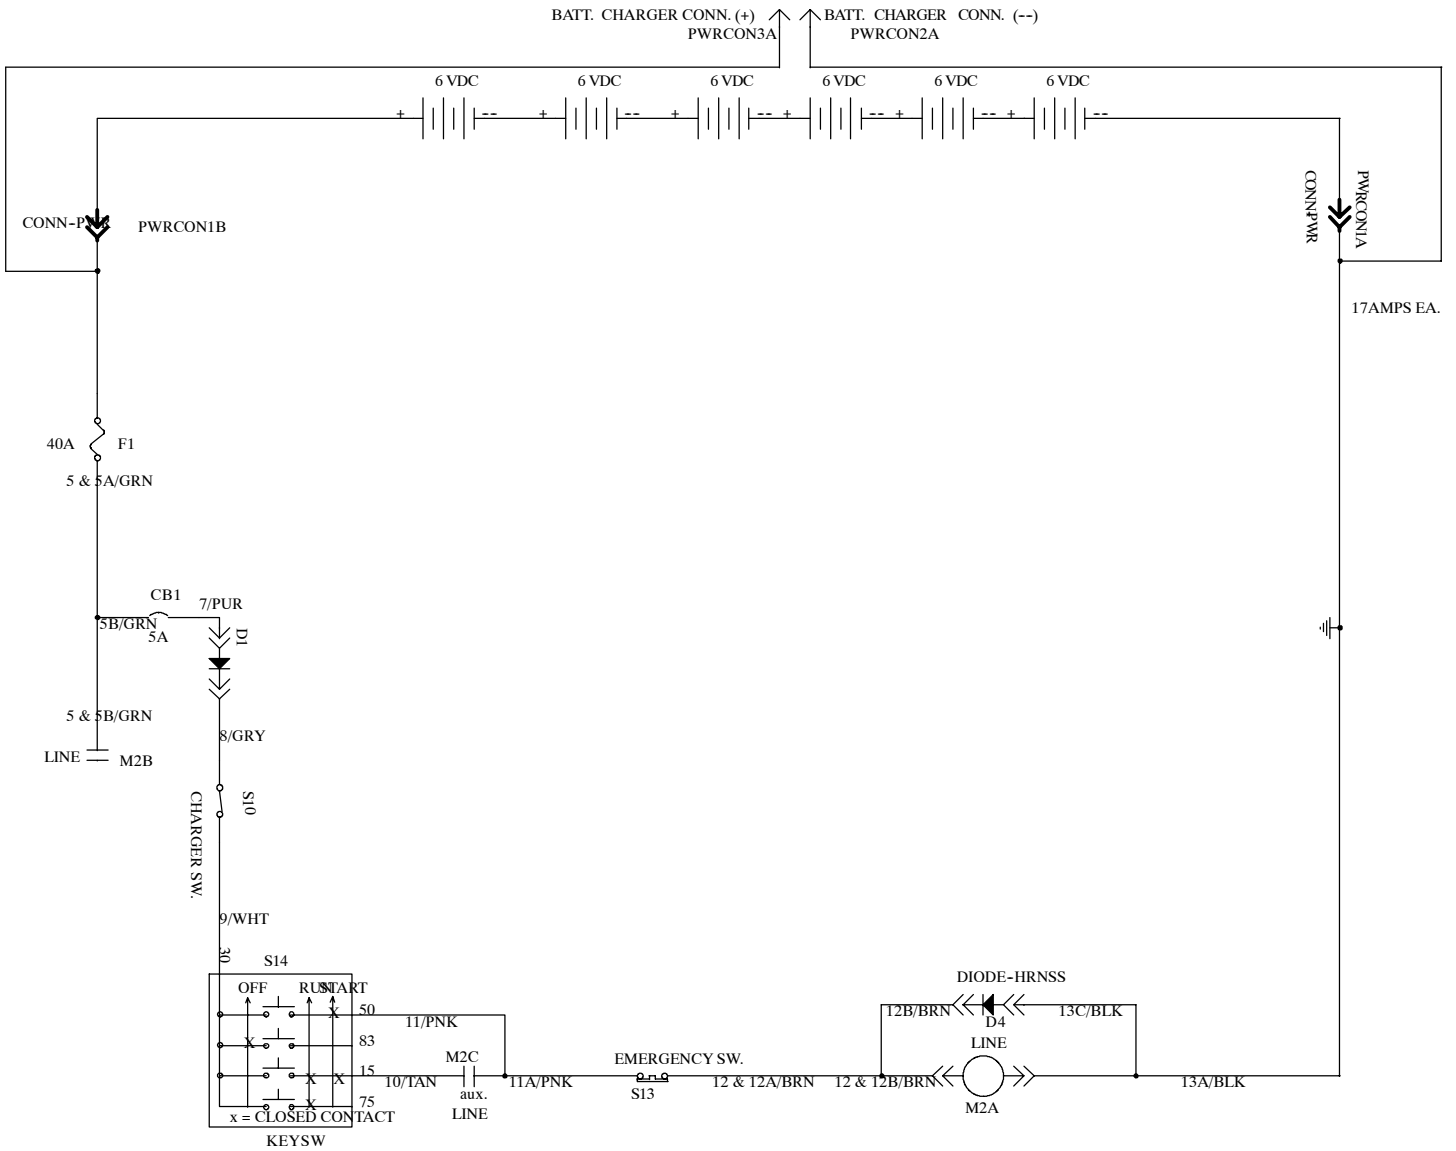 BATT. CHARGER CONN. (+)
BATT. CHARGER CONN. (--)
PWRCON3A
PWRCON2A
6 VDC
6 VDC
6 VDC
6 VDC
6 VDC
6 VDC
+ -- + -- + -- + -- + -- + --
CONN-PWR
PWRCON1B
CONNPWR
PWRCON1A
17AMPS EA.
40A
F1
5 & 5A/GRN
CB1
7/PUR
5B/GRN
5A
D1
5 & 5B/GRN
8/GRY
LINE
M2B
S10
CHARGER SW.
9/WHT
30
S14
DIODE-HRNSS
OFF
RUN
START
50
X
11/PNK
12B/BRN
13C/BLK
D4
83
X
LINE
M2C
EMERGENCY SW.
15
X X
10/TAN
11A/PNK
12 & 12A/BRN
12 & 12B/BRN
13A/BLK
aux.
S13
75
X
M2A
LINE
x = CLOSED CONTACT
KEYSW